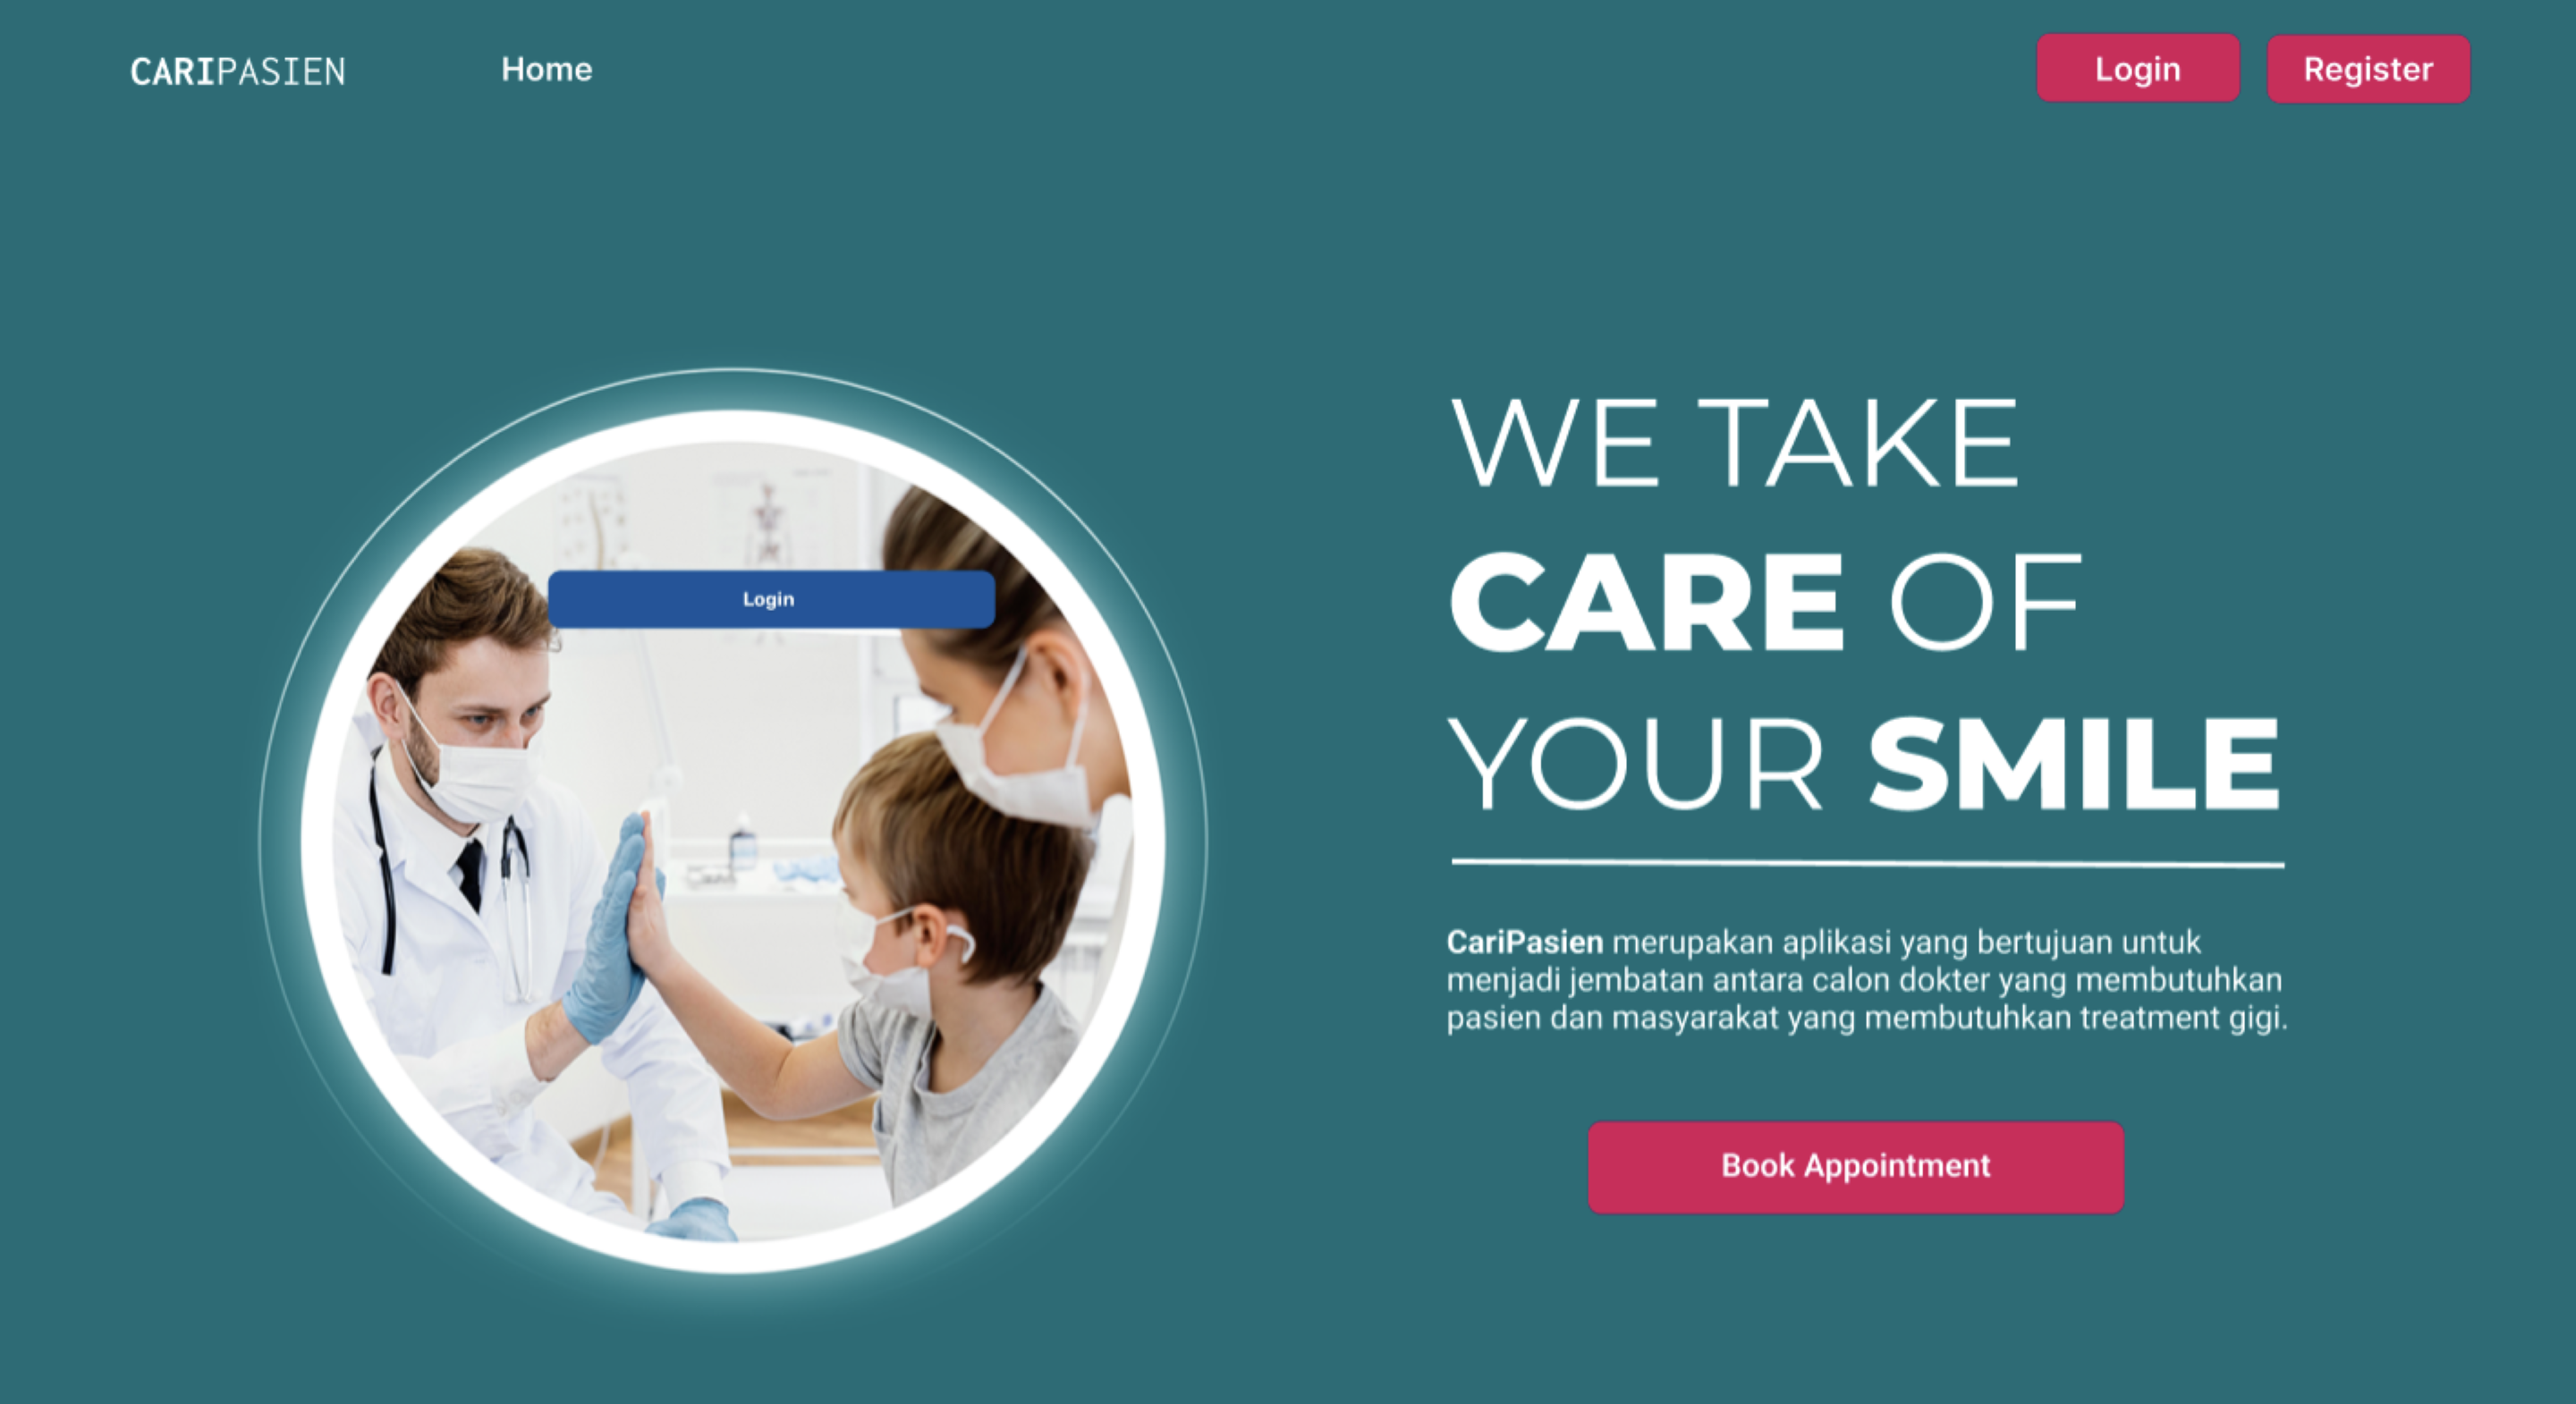 CARIPASIEN
Home
Login
Register
Login
WE TAKE
CARE OF
YOUR SMILE
CariPasien merupakan aplikasi yang bertujuan untuk
menjadi jembatan antara calon dokter yang membutuhkan
pasien dan masyarakat yang membutuhkan treatment gigi.
Book Appointment